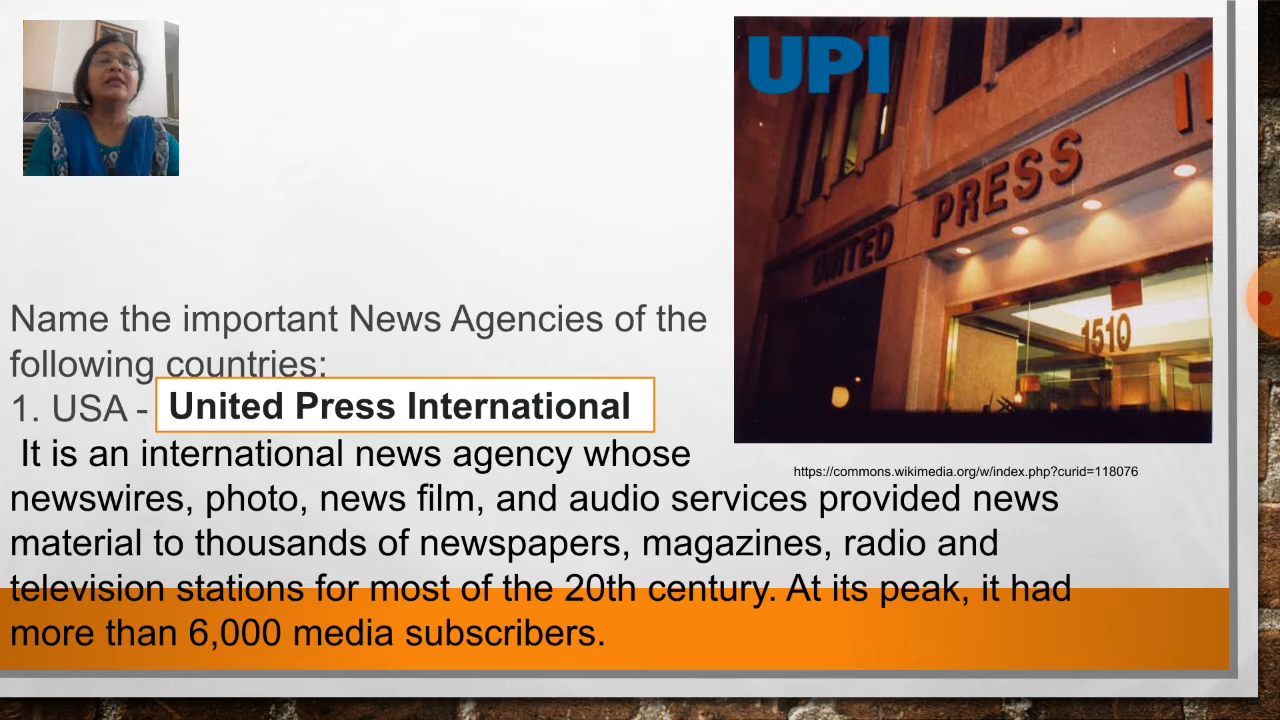 UPI
UNITED PRESS
1510
Name the important News Agencies of the
following countries:
1. USA - United Press International
It is an international news agency whose
https://commons.wikimedia.org/w/index.php?curid=118076
newswires, photo, news film, and audio services provided news
material to thousands of newspapers, magazines, radio and
television stations for most of the 20th century. At its peak, it had
more than 6,000 media subscribers.